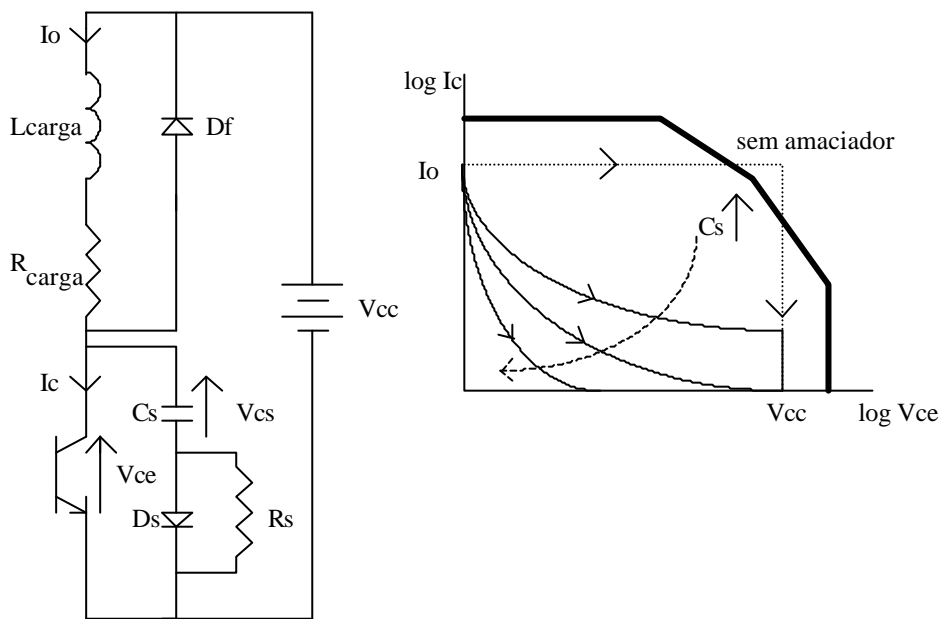 Io
Lcarga
Df
Rcarga
Vcc
Ic
Cs
Vcs
Vce
Ds
Rs
log Ic
sem amaciador
Io
Cs
Vcc
log Vce